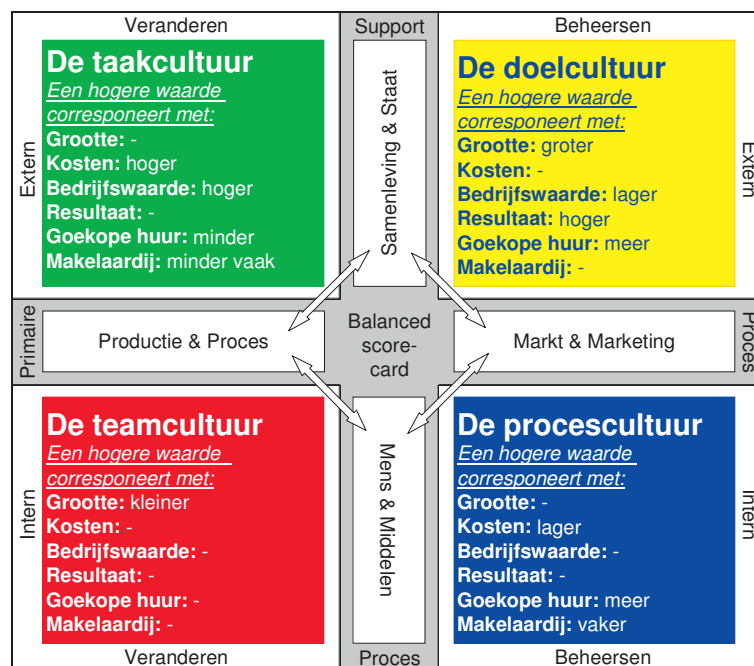 Veranderen
Support
Beheersen
De taakcultuur
Een hogere waarde
corresponeert met:
Grootte: -
Kosten: hoger
Bedrijfswaarde: hoger
Resultaat: -
Goekope huur: minder
Makelaardij: minder vaak
Extern
Samenleving & Staat
De doelcultuur
Een hogere waarde
corresponeert met:
Grootte: groter
Kosten: -
Bedrijfswaarde: lager
Resultaat: hoger
Goekope huur: meer
Makelaardij: -
Extern
Primaire
Productie & Proces
Balanced
score-
card
Markt & Marketing
Proces
De teamcultuur
Een hogere waarde
corresponeert met:
Grootte: kleiner
Kosten: -
Bedrijfswaarde: -
Resultaat: -
Goekope huur: -
Makelaardij: -
Intern
Mens & Middelen
De procescultuur
Een hogere waarde
corresponeert met:
Grootte: -
Kosten: lager
Bedrijfswaarde: -
Resultaat: -
Goekope huur: meer
Makelaardij: vaker
Intern
Veranderen
Proces
Beheersen